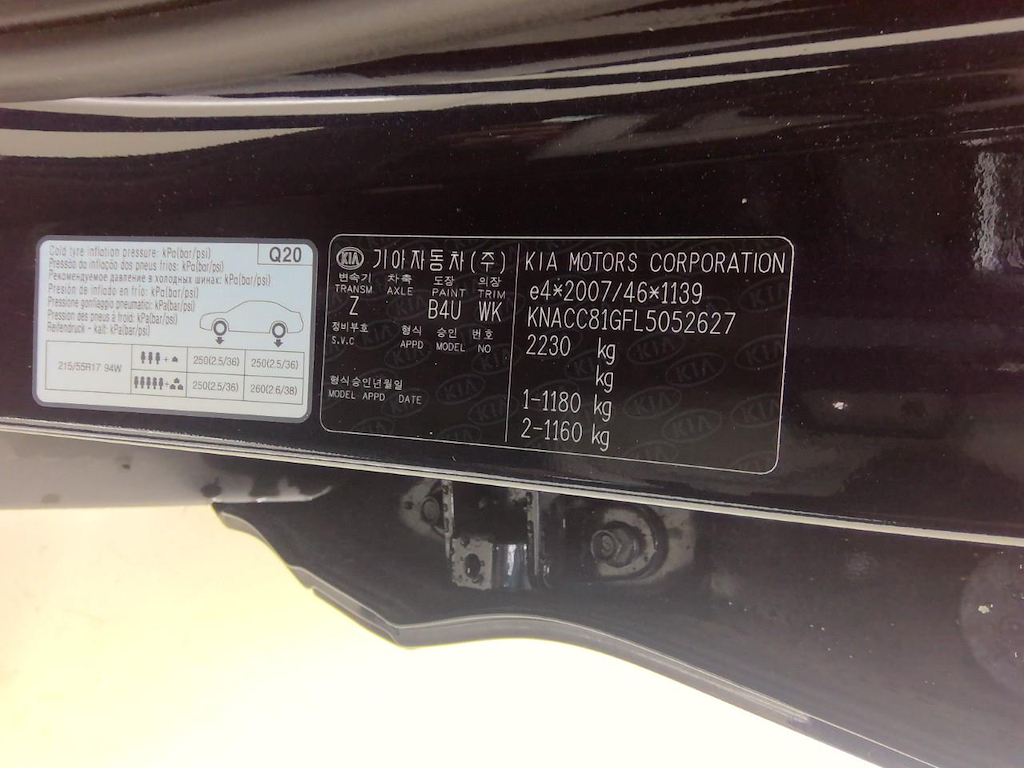 Cold tyre inflation pressure: kPa(bar/psi)
Pressão de inflação dos pneus frios: kPa(bar/psi)
Рекомендуемое давление в холодных шинах: kPa(bar/psi)
Presión de inflado en frío: kPa(bar/psi)
Pressione gonfiaggio pneumatici: kPa(bar/psi)
Pression des pneus à froid: kPa(bar/psi)
Reifendruck - kalt: kPa(bar/psi)
Q20
215/55R17 94W
250(2.5/36) 250(2.5/36)
250(2.5/36) 260(2.6/38)
KIA 기아자동차(주)
변속기 차축 도장 의장
TRANSM AXLE PAINT TRIM
Z B4U WK
정비부호 형식 승인 번호
S.V.C APPD MODEL NO
형식승인년월일
MODEL APPD DATE
KIA MOTORS CORPORATION
e4*2007/46*1139
KNACC81GFL5052627
2230 kg
kg
1-1180 kg
2-1160 kg